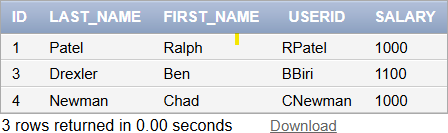 ID LAST_NAME FIRST_NAME USERID SALARY
1 Patel Ralph RPatel 1000
3 Drexler Ben BBiri 1100
4 Newman Chad CNewman 1000
3 rows returned in 0.00 seconds Download